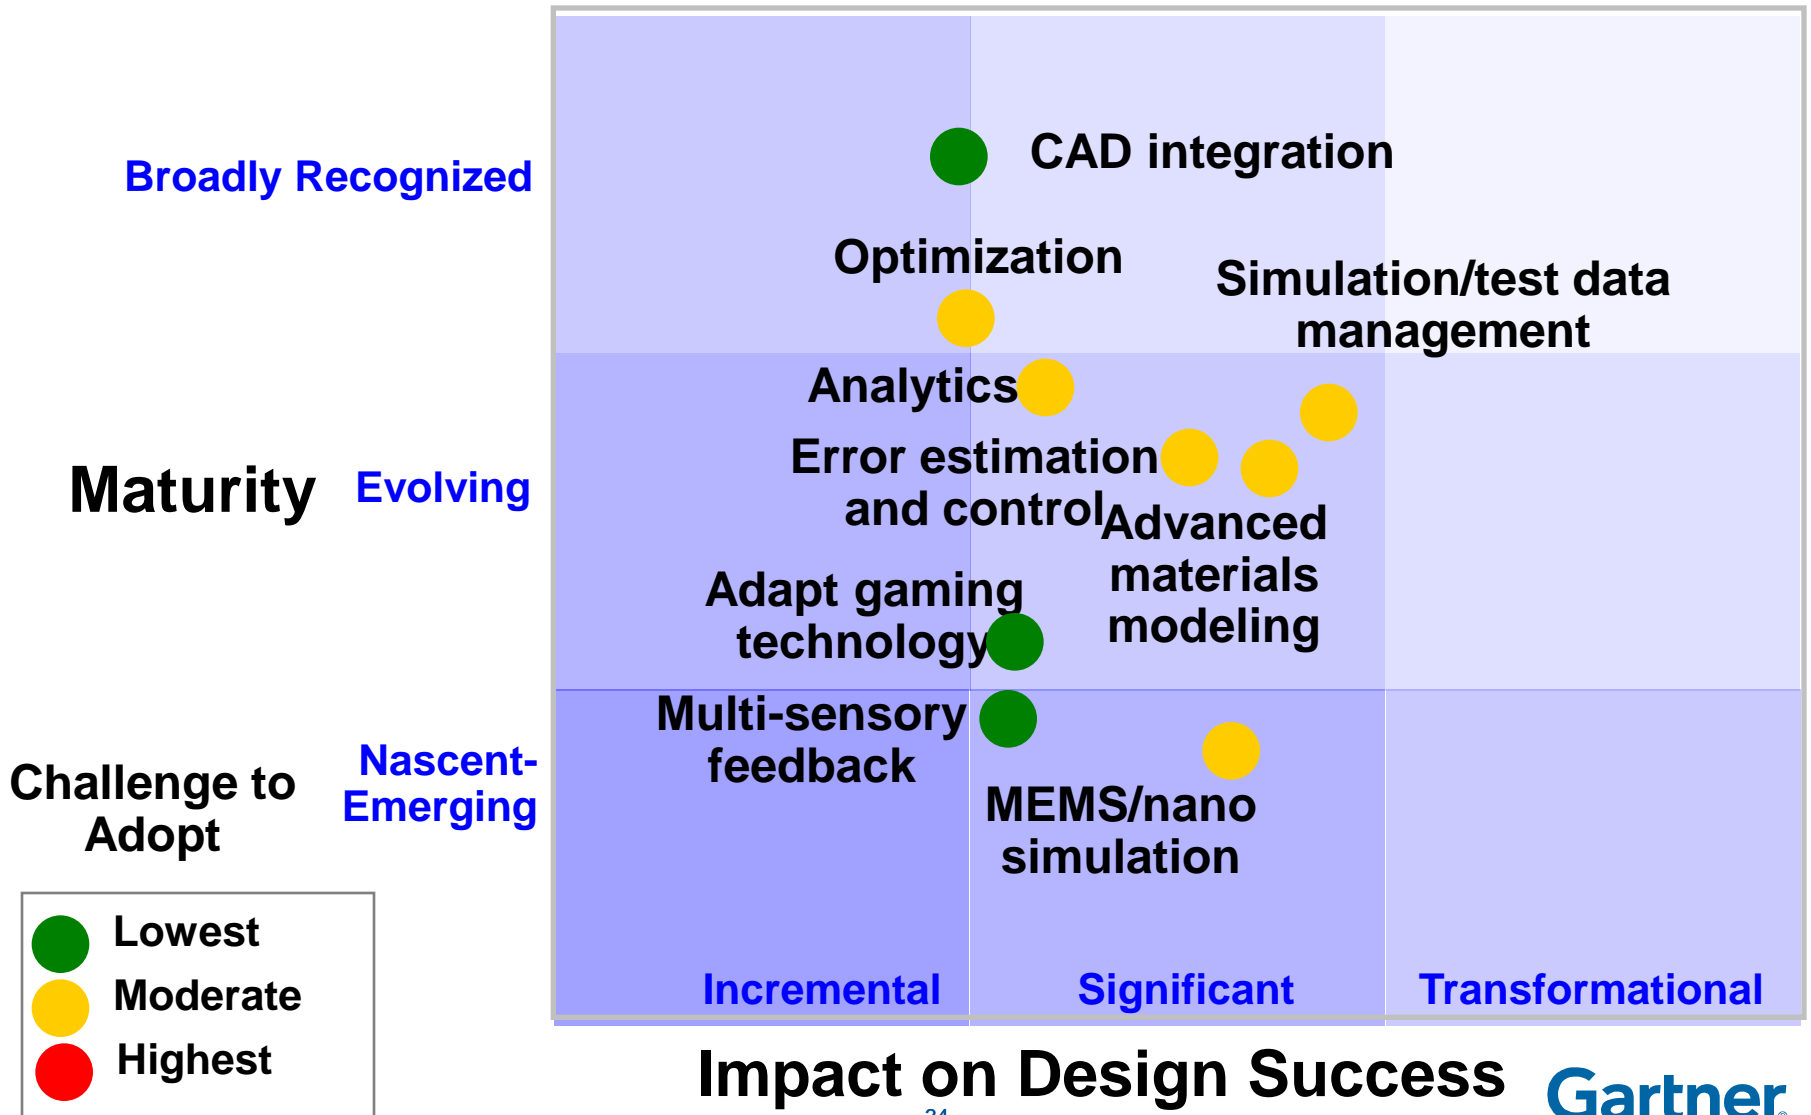 CAD integration
Broadly Recognized
Optimization
Simulation/test data
management
Analytics
Error estimation
and control
Maturity
Evolving
Advanced
materials
modeling
Adapt gaming
technology
Multi-sensory
feedback
Nascent-
Emerging
Challenge to
Adopt
MEMS/nano
simulation
Lowest
Moderate
Highest
Incremental
Significant
Transformational
Impact on Design Success
Gartner®